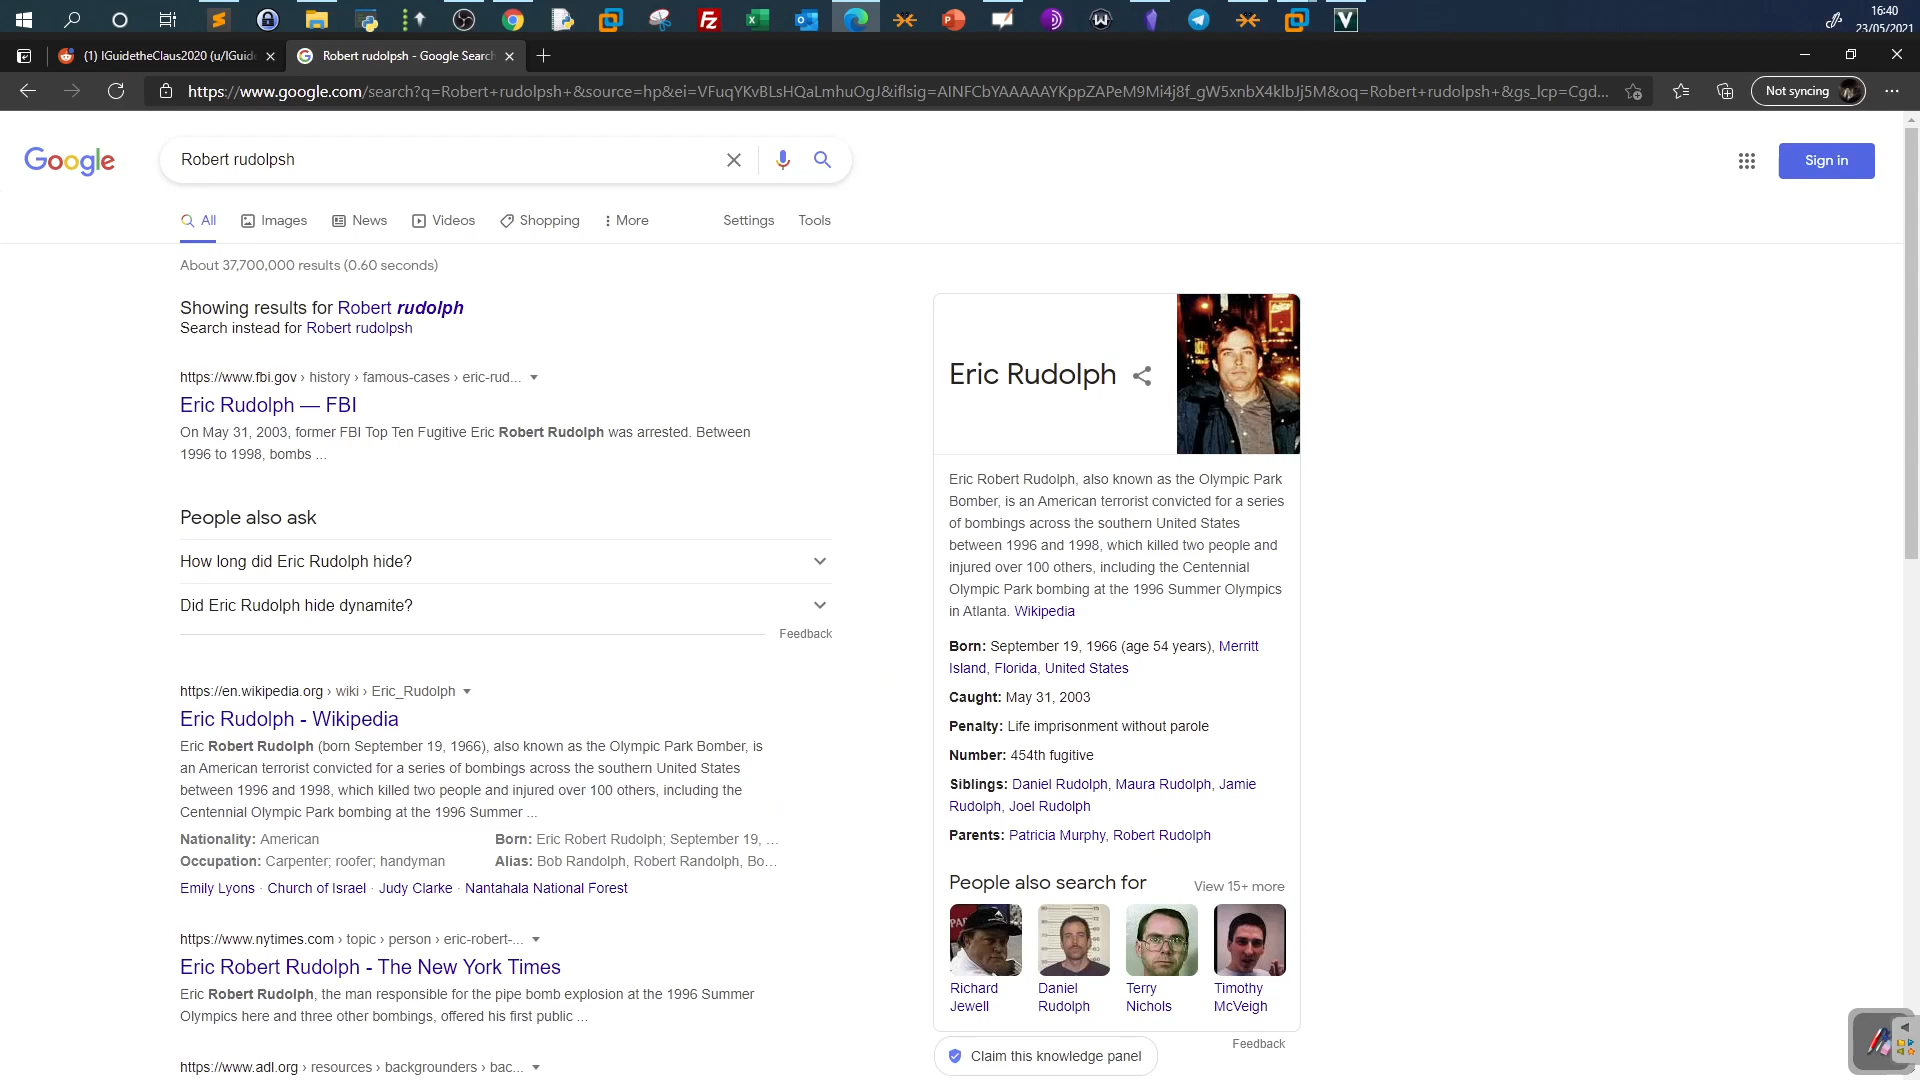 16:40
23/05/2021
(1) IGuidetheClaus2020 (u/IGuid
Robert rudolpsh - Google Search
https://www.google.com/search?q=Robert+rudolpsh+&source=hp&ei=VFuqYKvBLsHQaLmhuOgJ&iflsig=AINFCbYAAAAAYKppZAPeM9Mi4j8f_gW5xnbX4klbJj5M&oq=Robert+rudolpsh+&gs_lcp=Cgd...
Not syncing
Google
Robert rudolpsh
Sign in
All
Images
News
Videos
Shopping
More
Settings
Tools
About 37,700,000 results (0.60 seconds)
Showing results for Robert rudolph
Search instead for Robert rudolpsh
https://www.fbi.gov › history › famous-cases › eric-rud...
Eric Rudolph — FBI
On May 31, 2003, former FBI Top Ten Fugitive Eric Robert Rudolph was arrested. Between
1996 to 1998, bombs ...
People also ask
How long did Eric Rudolph hide?
Did Eric Rudolph hide dynamite?
Feedback
https://en.wikipedia.org › wiki › Eric_Rudolph
Eric Rudolph - Wikipedia
Eric Robert Rudolph (born September 19, 1966), also known as the Olympic Park Bomber, is
an American terrorist convicted for a series of bombings across the southern United States
between 1996 and 1998, which killed two people and injured over 100 others, including the
Centennial Olympic Park bombing at the 1996 Summer ...
Nationality: American
Born: Eric Robert Rudolph; September 19, ...
Occupation: Carpenter; roofer; handyman
Alias: Bob Randolph, Robert Randolph, Bo...
Emily Lyons · Church of Israel · Judy Clarke · Nantahala National Forest
https://www.nytimes.com › topic › person › eric-robert-...
Eric Robert Rudolph - The New York Times
Eric Robert Rudolph, the man responsible for the pipe bomb explosion at the 1996 Summer
Olympics here and three other bombings, offered his first public ...
https://www.adl.org › resources › backgrounders › bac...
Eric Rudolph
Eric Robert Rudolph, also known as the Olympic Park
Bomber, is an American terrorist convicted for a series
of bombings across the southern United States
between 1996 and 1998, which killed two people and
injured over 100 others, including the Centennial
Olympic Park bombing at the 1996 Summer Olympics
in Atlanta. Wikipedia
Born: September 19, 1966 (age 54 years), Merritt
Island, Florida, United States
Caught: May 31, 2003
Penalty: Life imprisonment without parole
Number: 454th fugitive
Siblings: Daniel Rudolph, Maura Rudolph, Jamie
Rudolph, Joel Rudolph
Parents: Patricia Murphy, Robert Rudolph
People also search for
View 15+ more
Richard
Jewell
Daniel
Rudolph
Terry
Nichols
Timothy
McVeigh
Feedback
Claim this knowledge panel